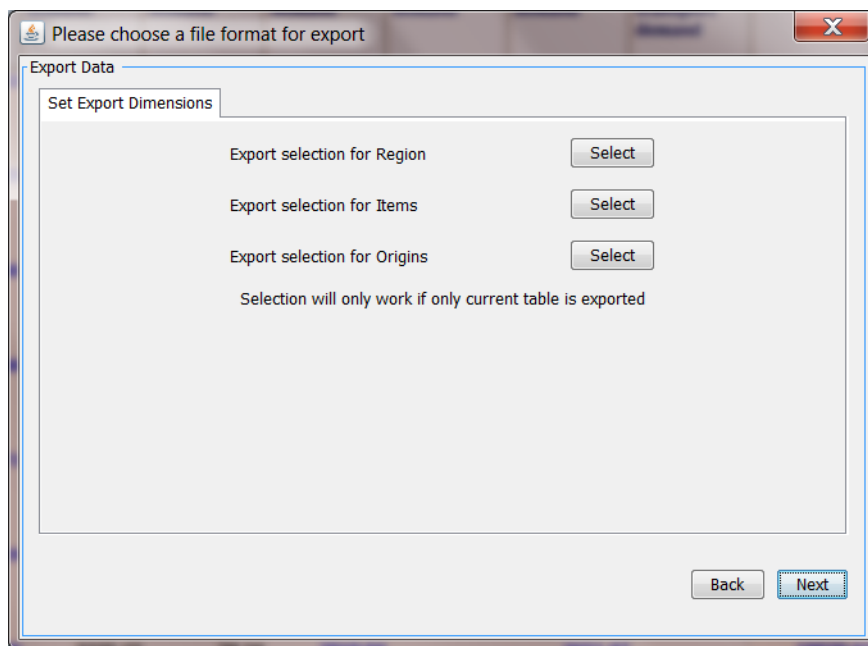 Please choose a file format for export
Export Data
Set Export Dimensions
Export selection for Region
Select
Export selection for Items
Select
Export selection for Origins
Select
Selection will only work if only current table is exported
Back
Next